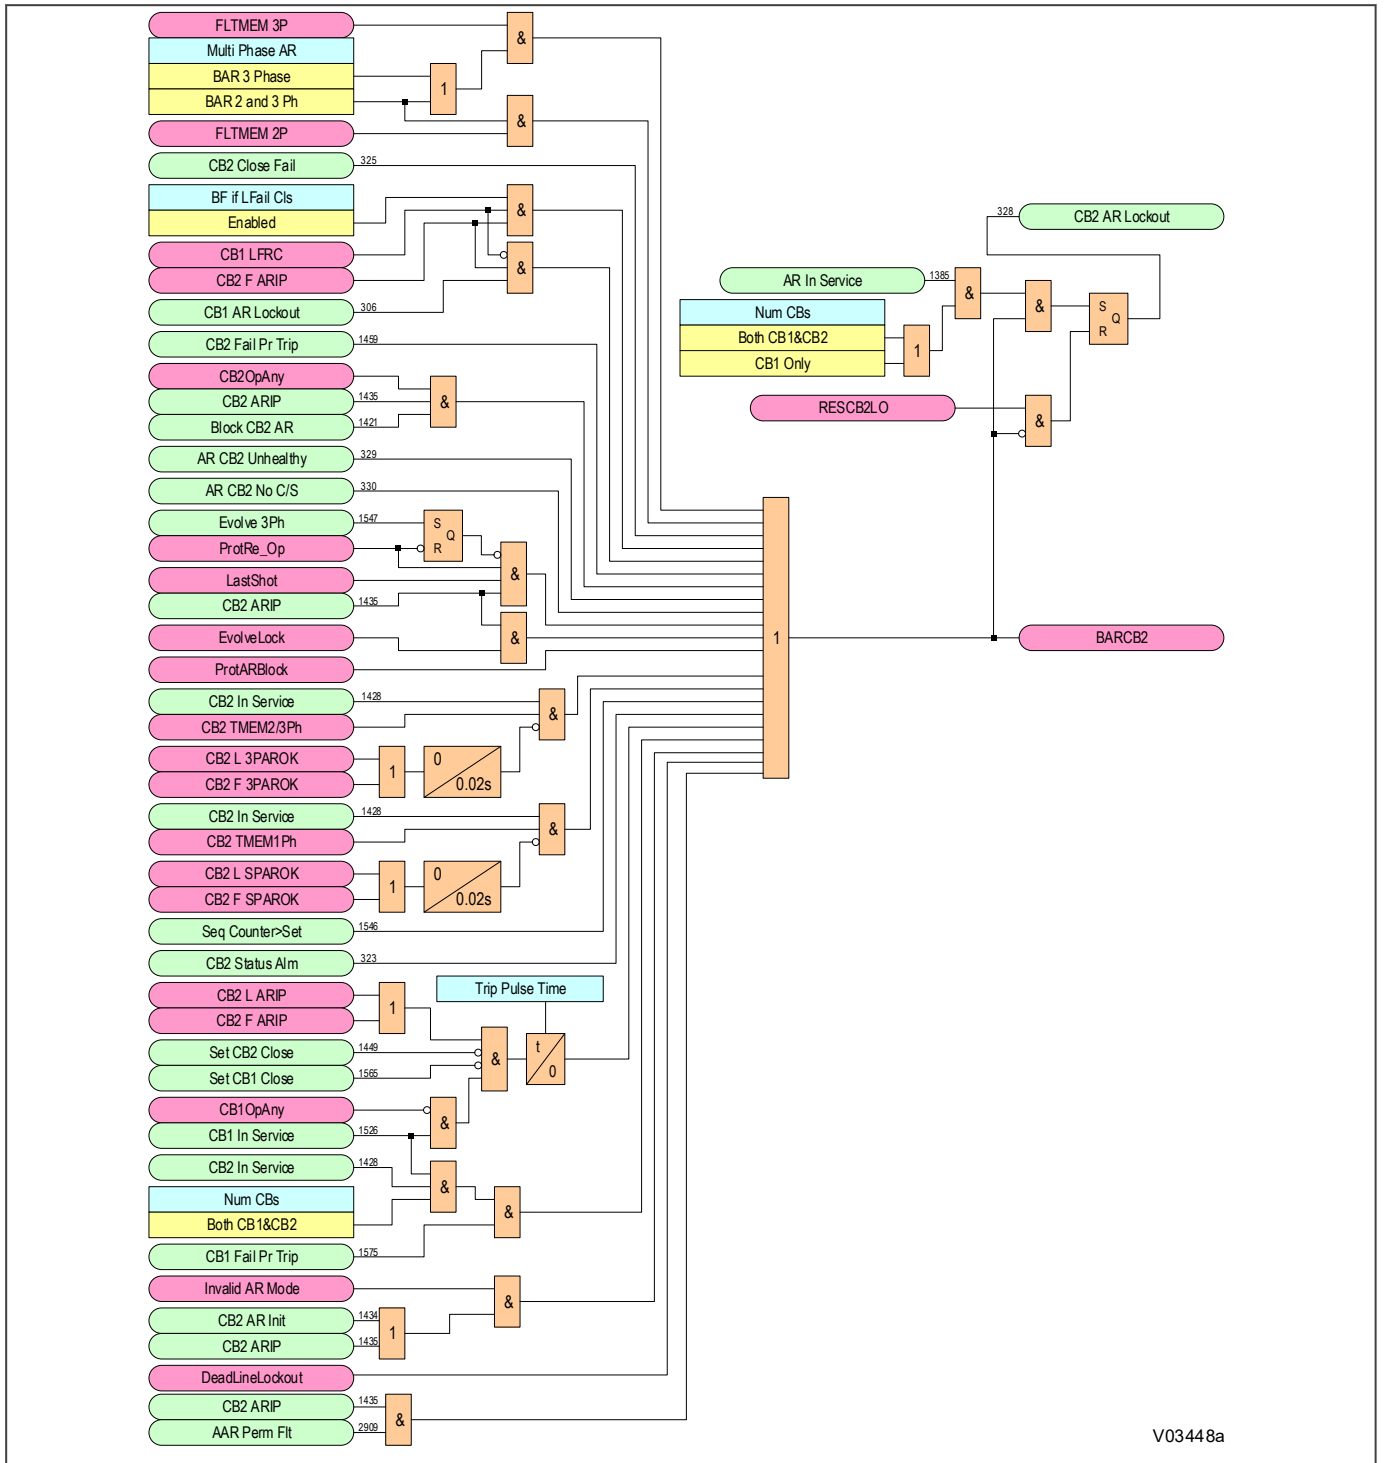 FLTMEM 3P
&
Multi Phase AR
BAR 3 Phase
1
BAR 2 and 3 Ph
&
FLTMEM 2P
CB2 Close Fail
325
BF if LFail Cls
Enabled
&
CB1 LFRC
CB2 F ARIP
&
CB1 AR Lockout
306
CB2 Fail Pr Trip
1459
CB2OpAny
CB2 ARIP
1435
&
Block CB2 AR
1421
AR CB2 Unhealthy
329
AR CB2 No C/S
330
Evolve 3Ph
1547
S
Q
R
ProtRe_Op
LastShot
&
CB2 ARIP
1435
EvolveLock
&
ProtARBlock
CB2 In Service
1428
&
CB2 TMEM2/3Ph
CB2 L 3PAROK
1
0
0.02s
CB2 F 3PAROK
CB2 In Service
1428
&
CB2 TMEM1Ph
CB2 L SPAROK
1
0
0.02s
CB2 F SPAROK
Seq Counter>Set
1546
CB2 Status Alm
323
CB2 L ARIP
1
Trip Pulse Time
CB2 F ARIP
Set CB2 Close
1449
&
t
0
Set CB1 Close
1565
CB1OpAny
&
CB1 In Service
1526
CB2 In Service
1428
&
Num CBs
Both CB1&CB2
&
CB1 Fail Pr Trip
1575
Invalid AR Mode
&
CB2 AR Init
1434
1
CB2 ARIP
1435
DeadLineLockout
CB2 ARIP
1435
&
AAR Perm Flt
2909
1
328
CB2 AR Lockout
AR In Service
1385
&
&
Num CBs
Both CB1&CB2
1
CB1 Only
S
Q
R
RESCB2LO
&
BARCB2
V03448a